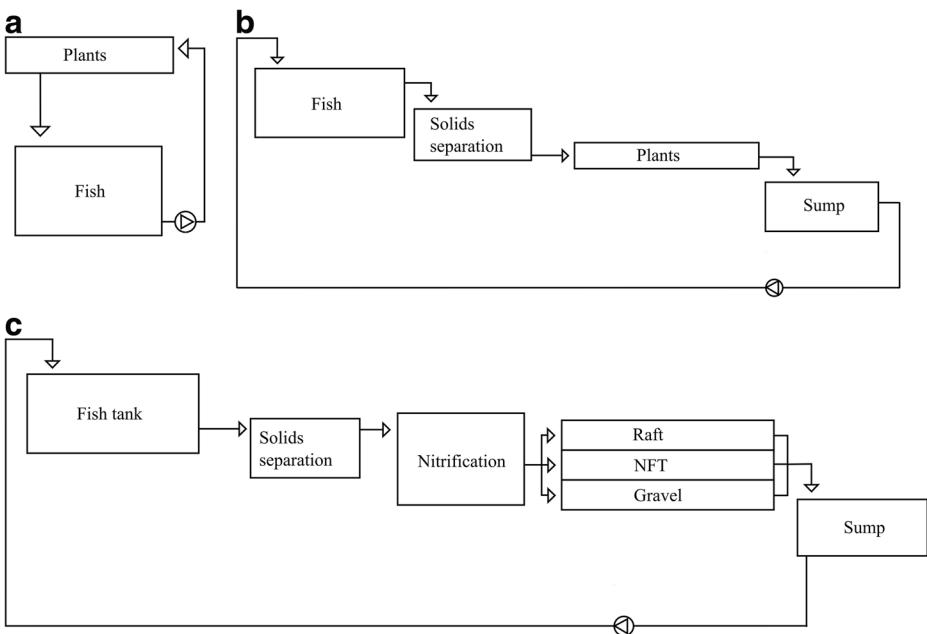 a
Plants
Fish
b
Fish
Solids
separation
Plants
Sump
c
Fish tank
Solids
separation
Nitrification
Raft
NFT
Gravel
Sump